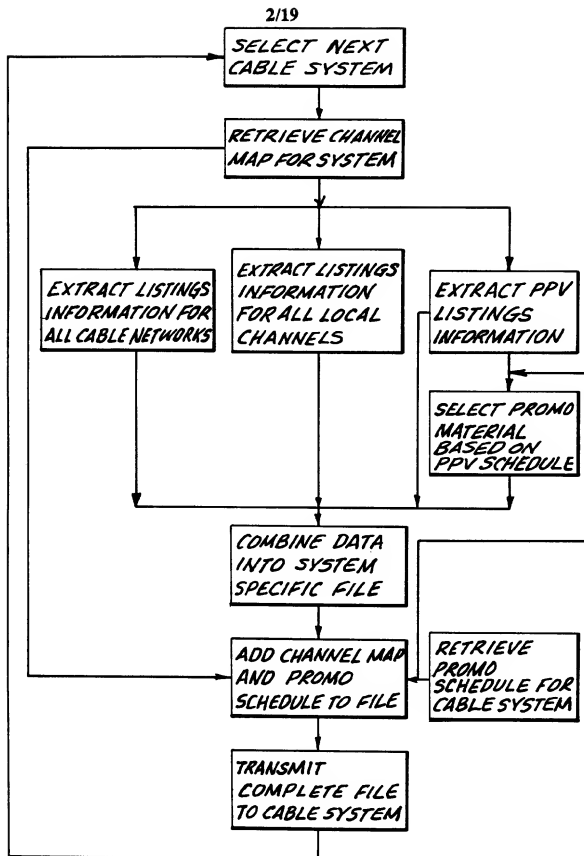 2/19
SELECT NEXT
CABLE SYSTEM
RETRIEVE CHANNEL
MAP FOR SYSTEM
EXTRACT LISTINGS
INFORMATION FOR
ALL CABLE NETWORKS
EXTRACT LISTINGS
INFORMATION
FOR ALL LOCAL
CHANNELS
EXTRACT PPV
LISTINGS
INFORMATION
SELECT PROMO
MATERIAL
BASED ON
PPV SCHEDULE
COMBINE DATA
INTO SYSTEM
SPECIFIC FILE
ADD CHANNEL MAP
AND PROMO
SCHEDULE TO FILE
RETRIEVE
PROMO
SCHEDULE FOR
CABLE SYSTEM
TRANSMIT
COMPLETE FILE
TO CABLE SYSTEM